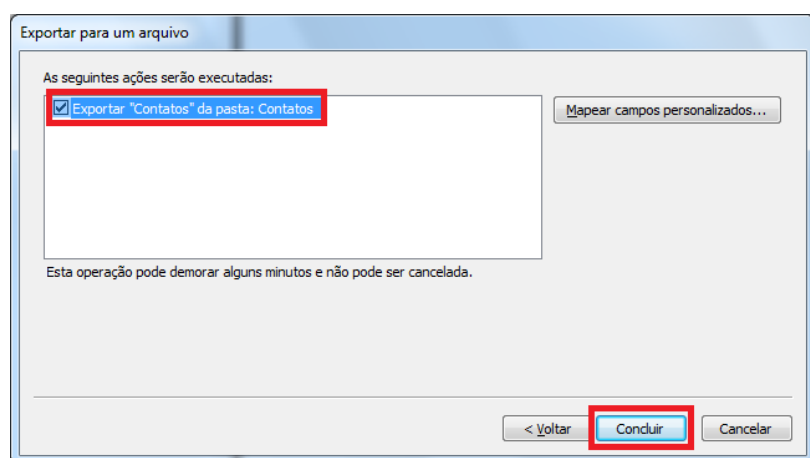 Exportar para um arquivo
As seguintes ações serão executadas:
Exportar "Contatos" da pasta: Contatos
Mapear campos personalizados...
Esta operação pode demorar alguns minutos e não pode ser cancelada.
< Voltar
Concluir
Cancelar